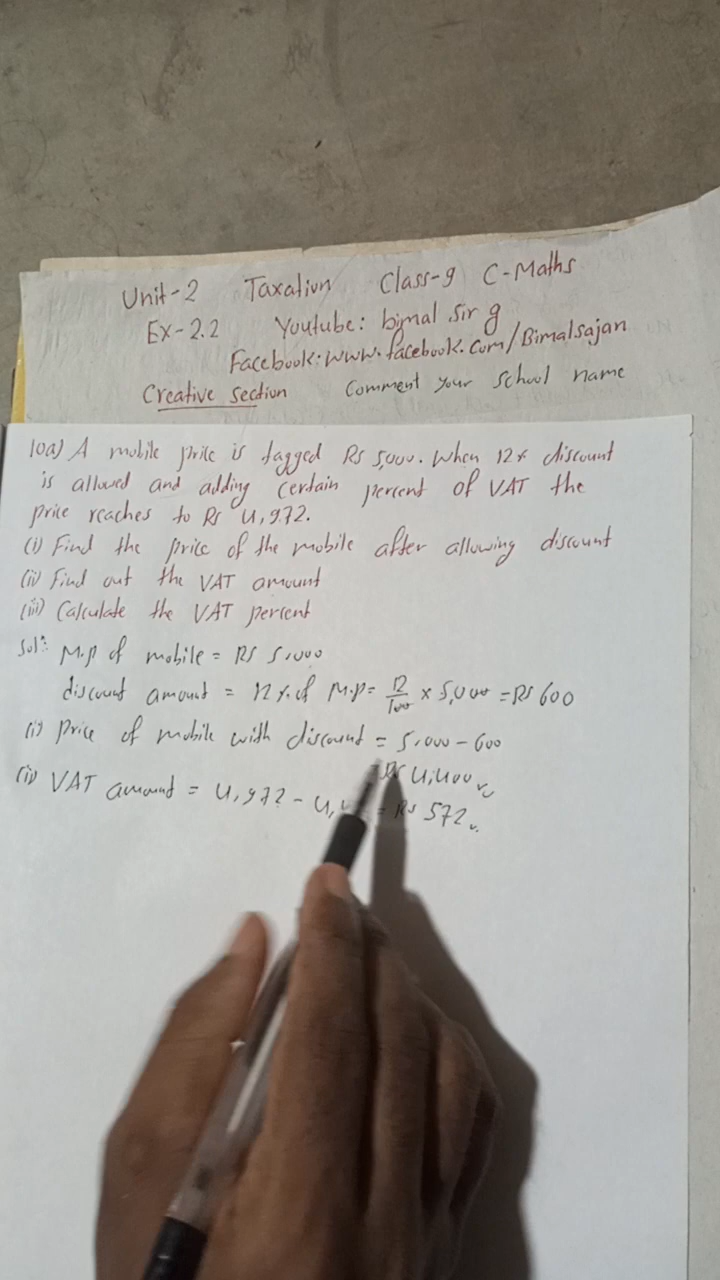 Unit-2 Taxation Class-9 C-Maths
Ex-2.2 Youtube: bimal sir g
Facebook: www.facebook.com/Bimalsajan
Creative section Comment your school name
10a) A mobile price is tagged Rs 5,000. When 12% discount
is allowed and adding certain percent of VAT the
price reaches to Rs 4,972.
(i) Find the price of the mobile after allowing discount
(ii) Find out the VAT amount
(iii) Calculate the VAT percent
Solⁿ: M.P of mobile = Rs 5,000
discount amount = 12% of M.P = 12/100 × 5,000 = Rs 600
(i) Price of mobile with discount = 5,000 - 600
= Rs 4,400
(ii) VAT amount = 4,972 - 4, = Rs 572